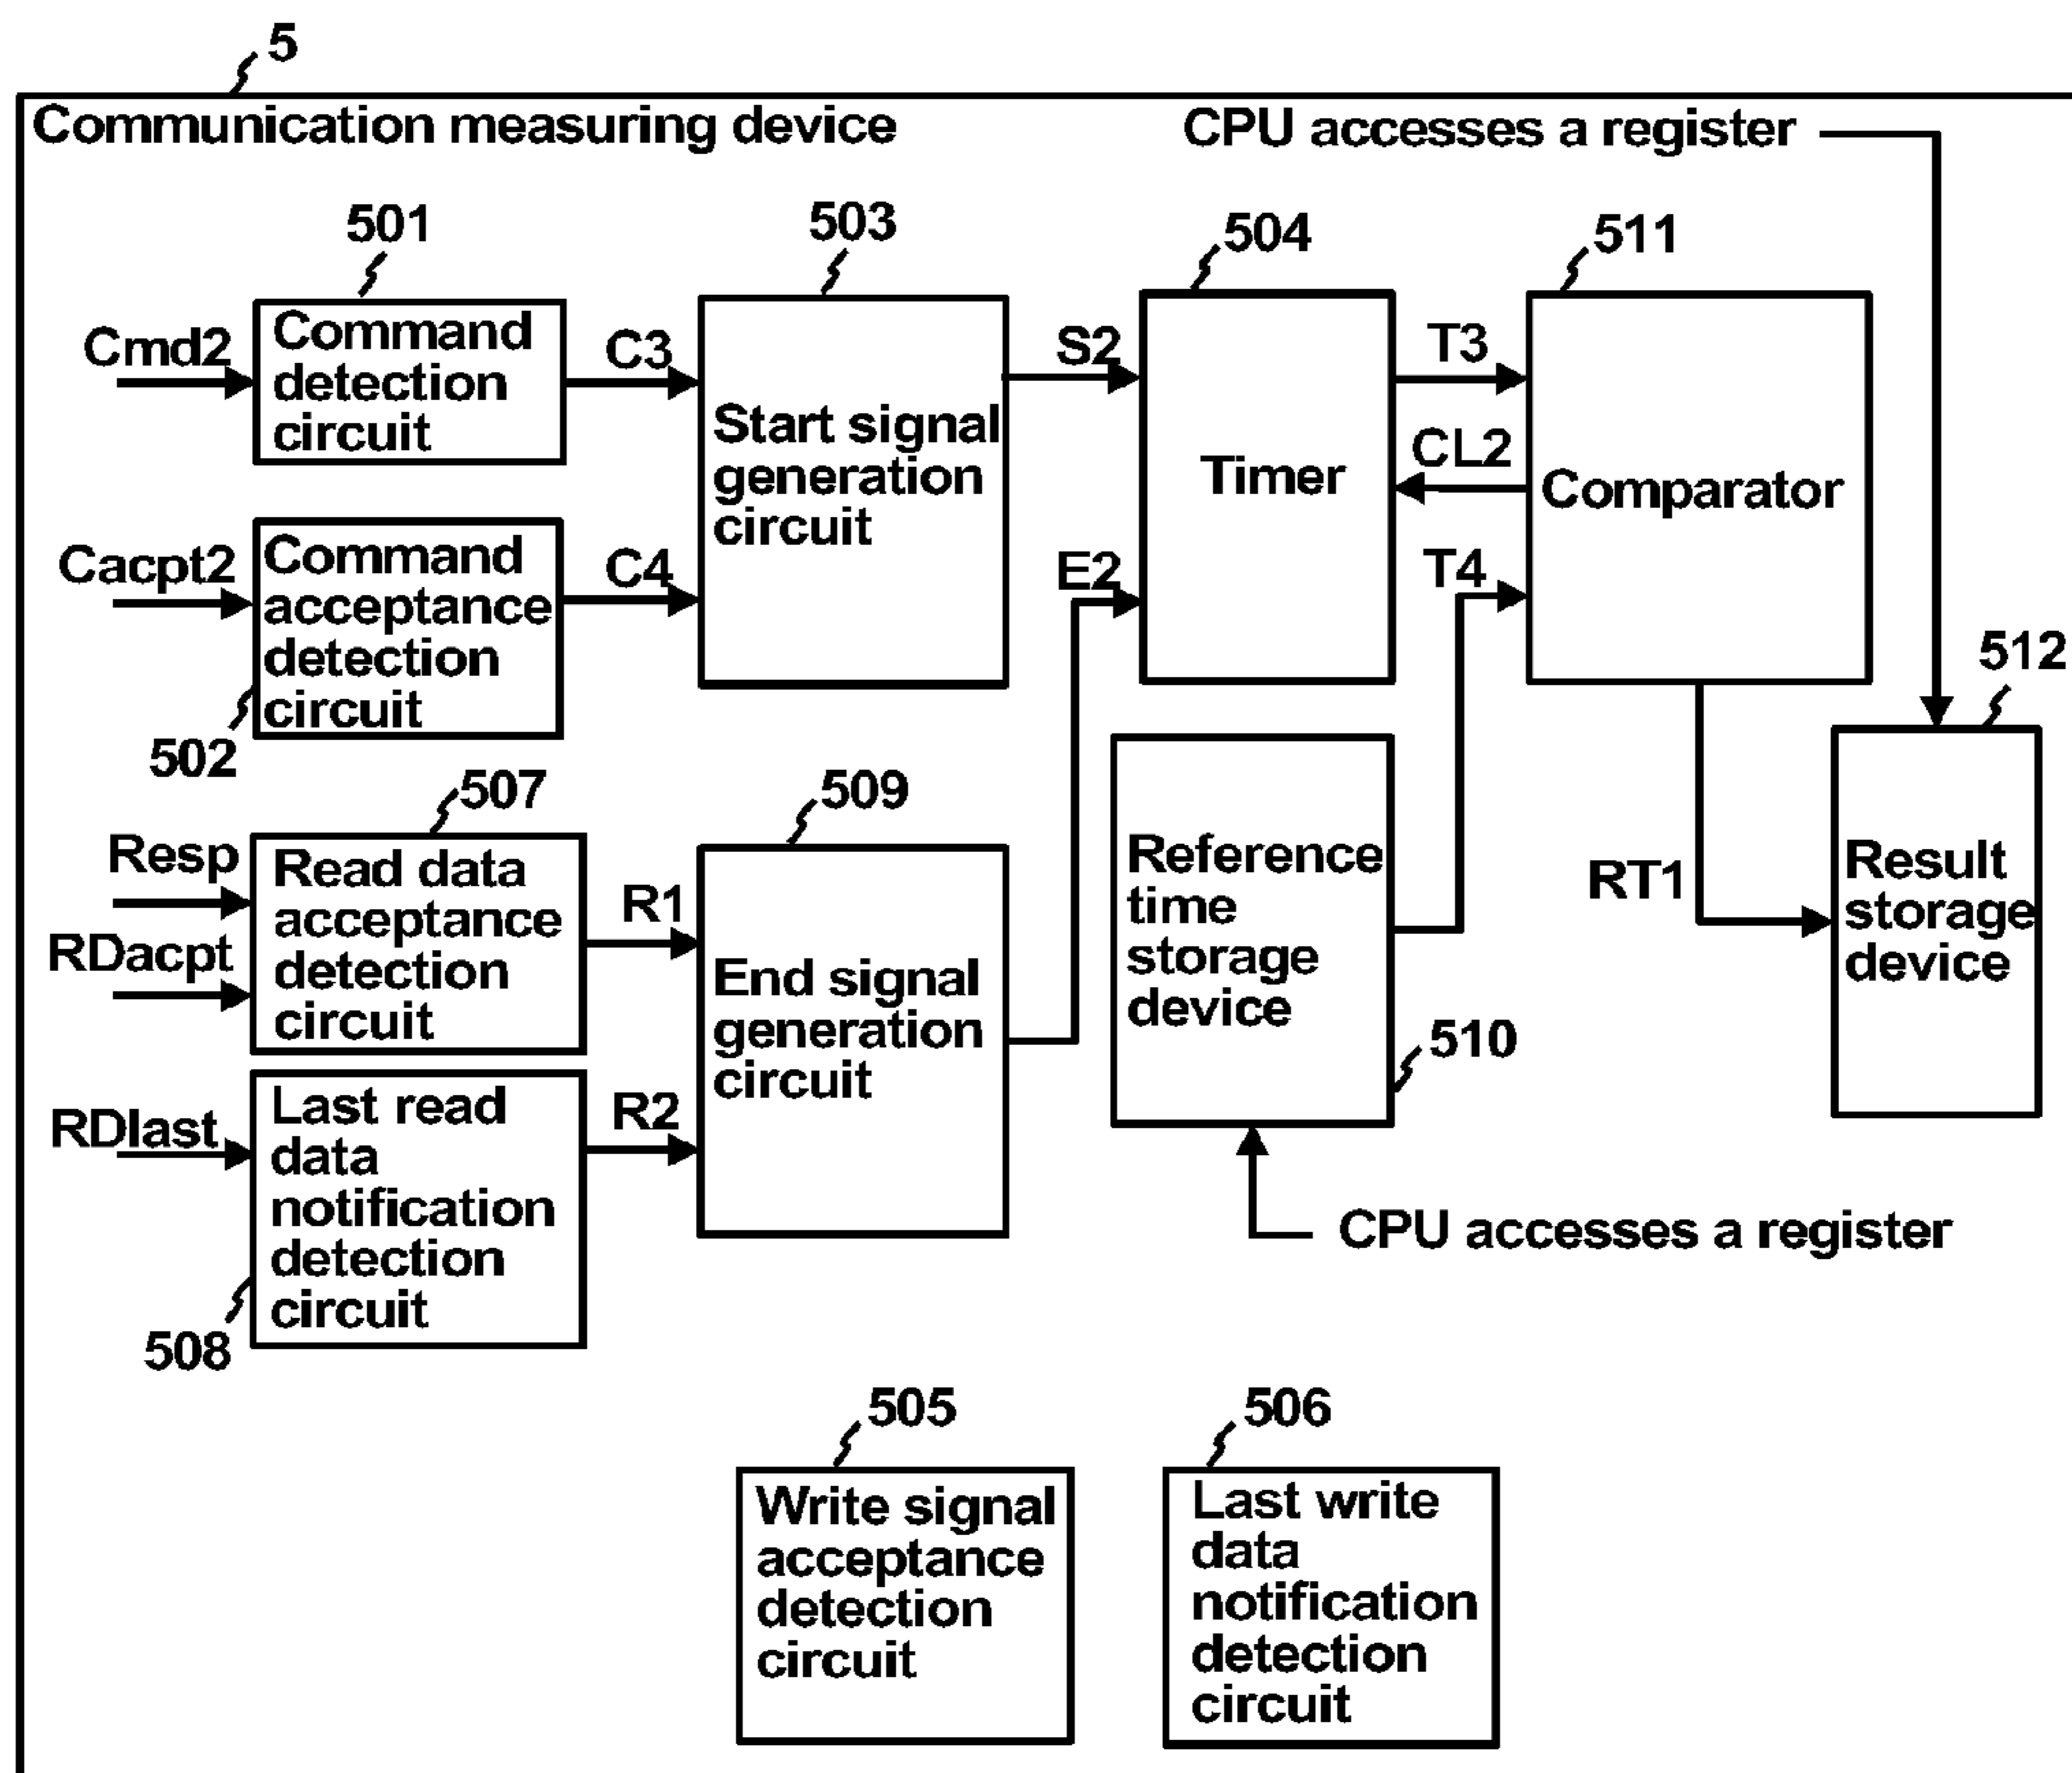 5
Communication measuring device
CPU accesses a register
501
503
504
511
Cmd2
Command
detection
circuit
C3
Start signal
generation
circuit
S2
Timer
T3
CL2
Comparator
Cacpt2
Command
acceptance
detection
circuit
C4
E2
T4
502
512
507
509
Resp
RDacpt
Read data
acceptance
detection
circuit
R1
End signal
generation
circuit
Reference
time
storage
device
RT1
Result
storage
device
510
RDlast
Last read
data
notification
detection
circuit
R2
CPU accesses a register
508
505
506
Write signal
acceptance
detection
circuit
Last write
data
notification
detection
circuit